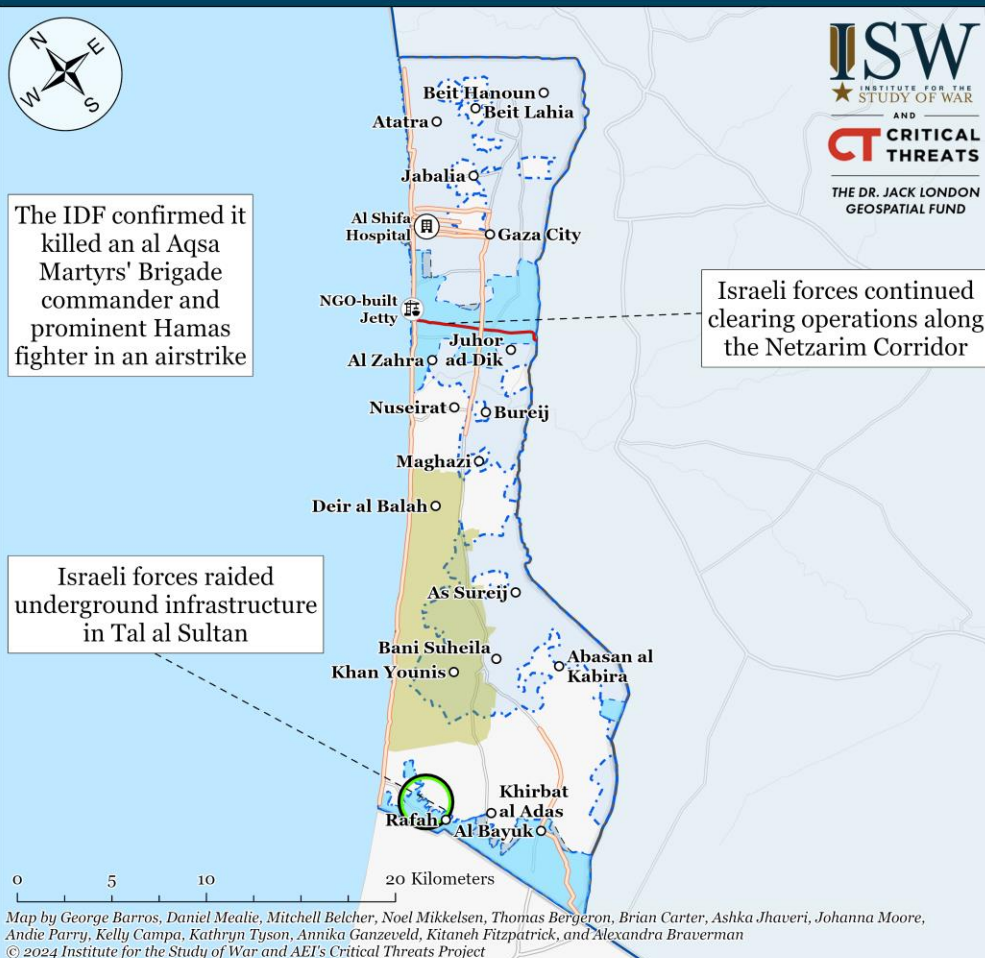 N
E
W
S
ISW
INSTITUTE FOR THE
STUDY OF WAR
AND
CT CRITICAL
THREATS
THE DR. JACK LONDON
GEOSPATIAL FUND
Beit Hanoun
Beit Lahia
Atatra
Jabalia
Al Shifa
Hospital
Gaza City
The IDF confirmed it
killed an al Aqsa
Martyrs' Brigade
commander and
prominent Hamas
fighter in an airstrike
NGO-built
Jetty
Israeli forces continued
clearing operations along
the Netzarim Corridor
Juhor
ad Dik
Al Zahra
Nuseirat
Bureij
Maghazi
Deir al Balah
Israeli forces raided
underground infrastructure
in Tal al Sultan
As Sureij
Bani Suheila
Abasan al
Kabira
Khan Younis
Khirbat
al Adas
Rafah
Al Bayuk
0 5 10 20 Kilometers
Map by George Barros, Daniel Mealie, Mitchell Belcher, Noel Mikkelsen, Thomas Bergeron, Brian Carter, Ashka Jhaveri, Johanna Moore,
Andie Parry, Kelly Campa, Kathryn Tyson, Annika Ganzeveld, Kitaneh Fitzpatrick, and Alexandra Braverman
© 2024 Institute for the Study of War and AEI's Critical Threats Project